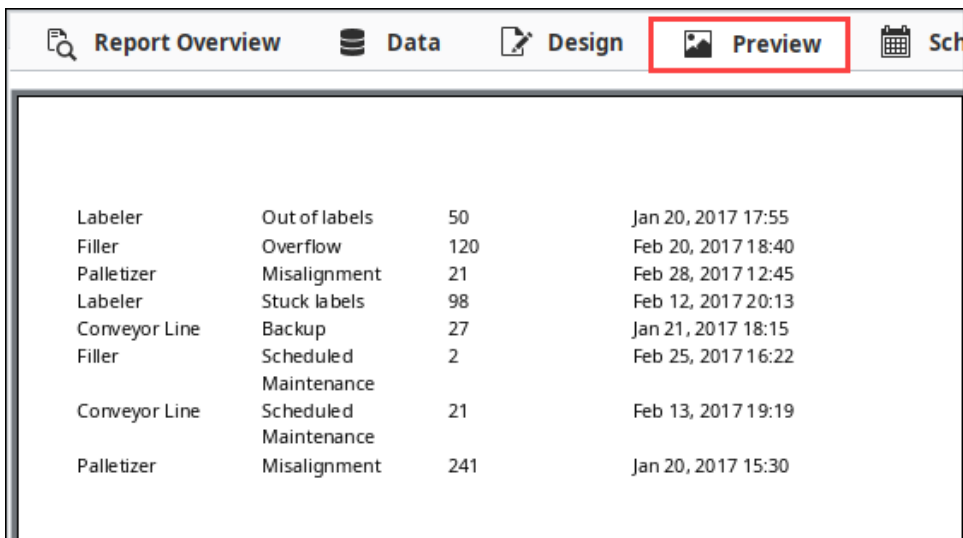 Report Overview Data Design Preview Sch
Labeler Out of labels 50 Jan 20, 2017 17:55
Filler Overflow 120 Feb 20, 2017 18:40
Palletizer Misalignment 21 Feb 28, 2017 12:45
Labeler Stuck labels 98 Feb 12, 2017 20:13
Conveyor Line Backup 27 Jan 21, 2017 18:15
Filler Scheduled 2 Feb 25, 2017 16:22
Maintenance
Conveyor Line Scheduled 21 Feb 13, 2017 19:19
Maintenance
Palletizer Misalignment 241 Jan 20, 2017 15:30